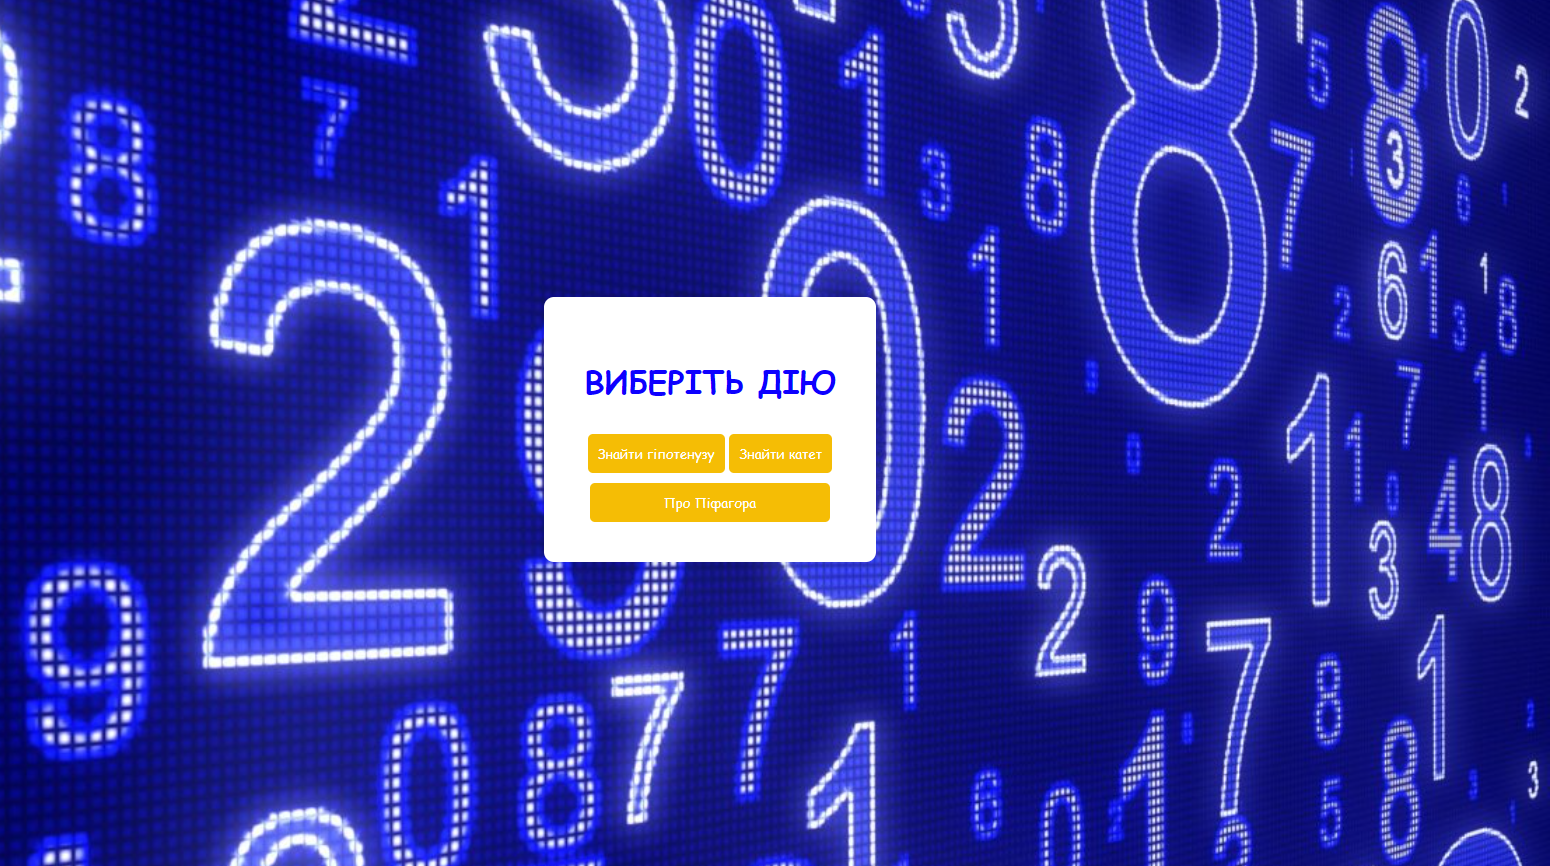 ВИБЕРІТЬ ДІЮ
Знайти гіпотенузу Знайти катет
Про Піфагора